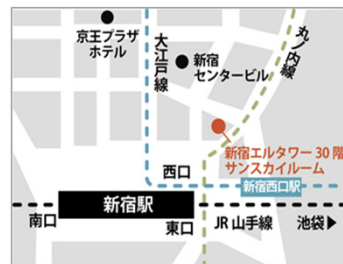 京王プラザ
ホテル
大江戸線
新宿
センタービル
丸ノ内線
新宿エルタワー 30 階
サンスカイルーム
西口
新宿西口駅
新宿駅
南口
東口
JR 山手線
池袋▶